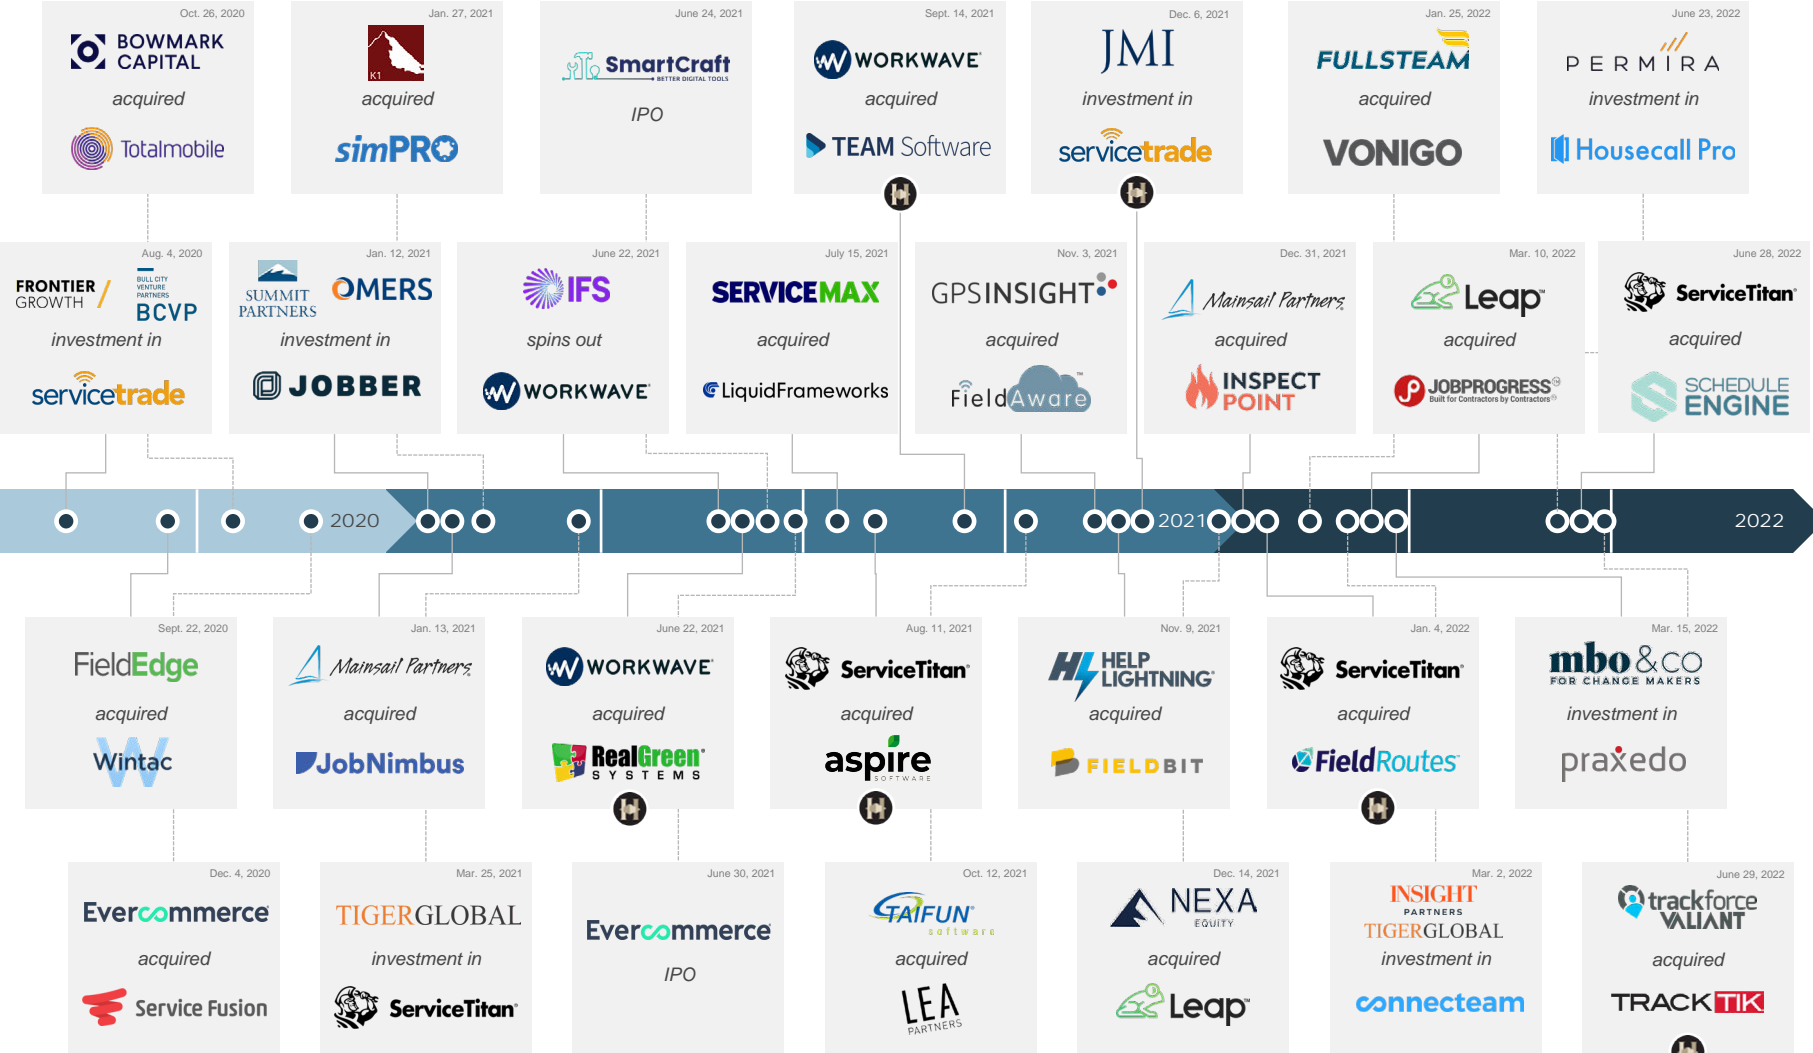 Oct. 26, 2020
BOWMARK
CAPITAL
acquired
Totalmobile
Jan. 27, 2021
K1
acquired
simPRO
June 24, 2021
SmartCraft
BETTER DIGITAL TOOLS
IPO
Sept. 14, 2021
WORKWAVE
acquired
TEAM Software
Dec. 6, 2021
JMI
investment in
servicetrade
Jan. 25, 2022
FULLSTEAM
acquired
VONIGO
June 23, 2022
PERMIRA
investment in
Housecall Pro
Aug. 4, 2020
FRONTIER
GROWTH
BULL CITY
VENTURE
PARTNERS
BCVP
investment in
servicetrade
Jan. 12, 2021
SUMMIT
PARTNERS
OMERS
investment in
JOBBER
June 22, 2021
IFS
spins out
WORKWAVE
July 15, 2021
SERVICEMAX
acquired
LiquidFrameworks
Nov. 3, 2021
GPSINSIGHT
acquired
FieldAware™
Dec. 31, 2021
Mainsail Partners
acquired
INSPECT
POINT
Mar. 10, 2022
Leap™
acquired
JOBPROGRESS
Built for Contractors by Contractors
June 28, 2022
ServiceTitan
acquired
SCHEDULE
ENGINE
2020
2021
2022
Sept. 22, 2020
FieldEdge
acquired
Wintac
Jan. 13, 2021
Mainsail Partners
acquired
JobNimbus
June 22, 2021
WORKWAVE
acquired
RealGreen
SYSTEMS
Aug. 11, 2021
ServiceTitan
acquired
aspire
SOFTWARE
Nov. 9, 2021
HELP
LIGHTNING
acquired
FIELDBIT
Jan. 4, 2022
ServiceTitan
acquired
FieldRoutes
Mar. 15, 2022
mbo&co
FOR CHANGE MAKERS
investment in
praxedo
Dec. 4, 2020
Evercommerce
acquired
Service Fusion
Mar. 25, 2021
TIGERGLOBAL
investment in
ServiceTitan
June 30, 2021
Evercommerce
IPO
Oct. 12, 2021
TAIFUN
software
acquired
LEA
PARTNERS
Dec. 14, 2021
NEXA
EQUITY
acquired
Leap™
Mar. 2, 2022
INSIGHT
PARTNERS
TIGERGLOBAL
investment in
connecteam
June 29, 2022
trackforce
VALIANT
acquired
TRACKTIK